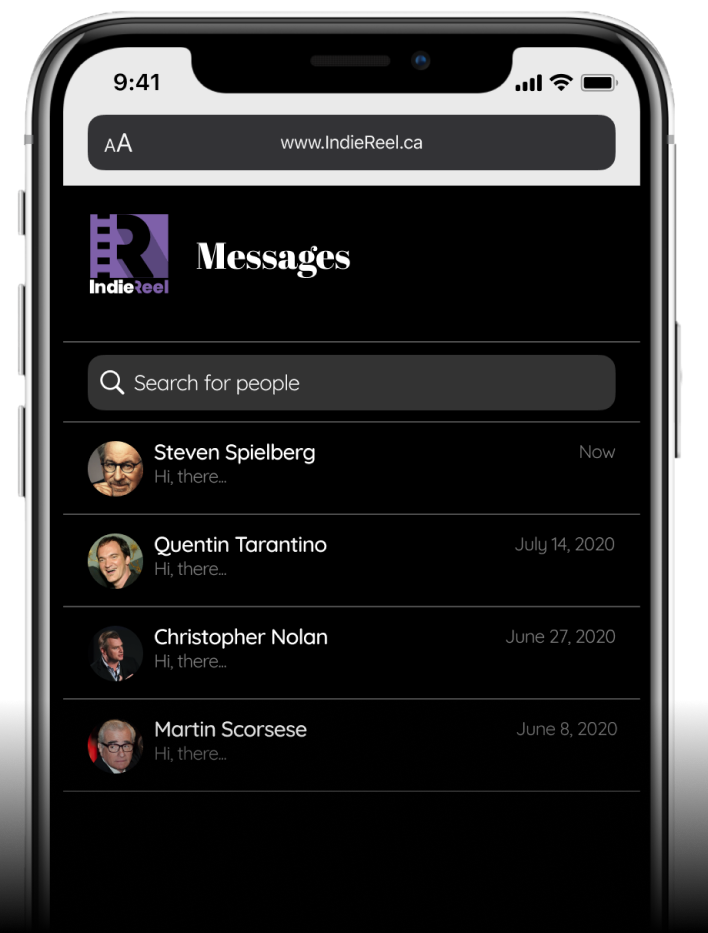 9:41
AA
www.IndieReel.ca
R
IndieReel
Messages
Search for people
Steven Spielberg
Now
Hi, there...
Quentin Tarantino
July 14, 2020
Hi, there...
Christopher Nolan
June 27, 2020
Hi, there...
Martin Scorsese
June 8, 2020
Hi, there...